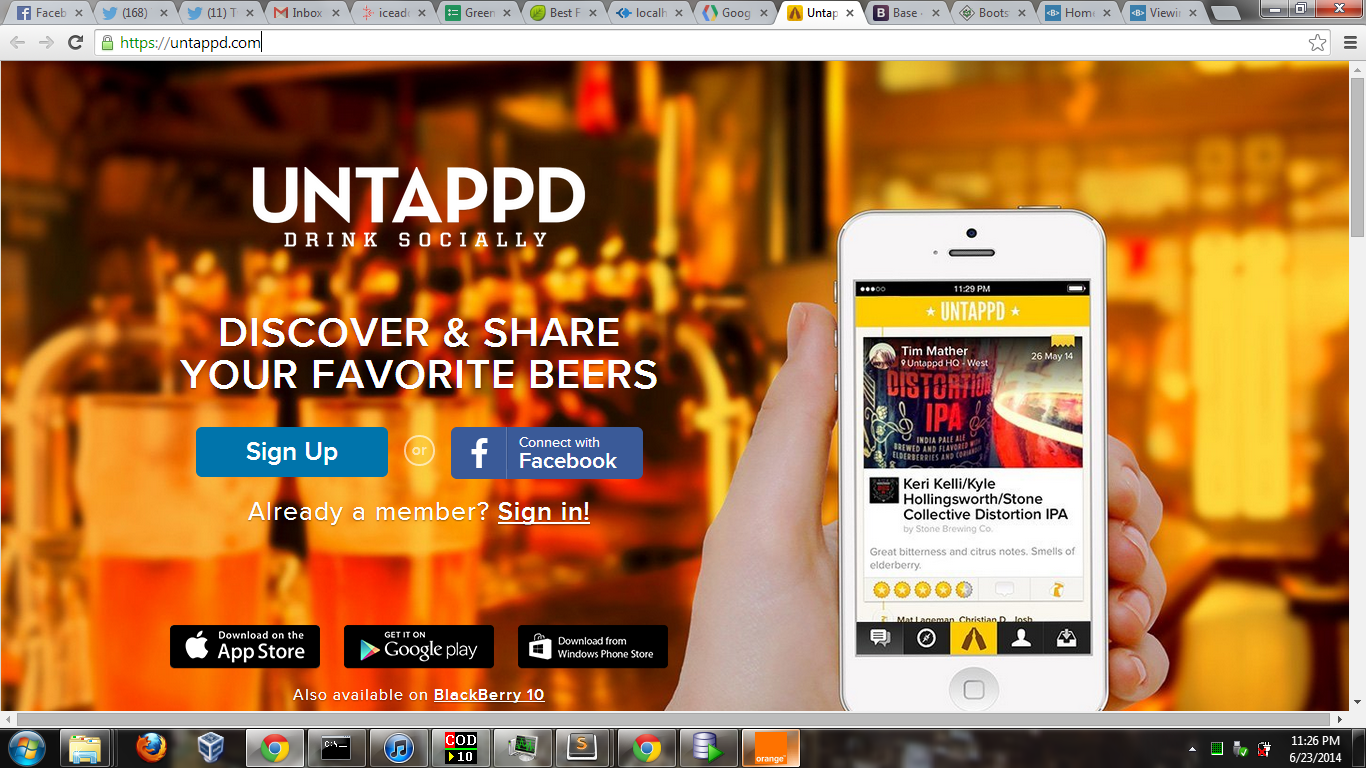 Faceb
(168)
(11) T
Inbox
icead
Green
Best F
localh
Goog
Untap
Base
Boots
Home
Viewi
https://untappd.com
UNTAPPD
DRINK SOCIALLY
DISCOVER & SHARE
YOUR FAVORITE BEERS
Sign Up
or
Connect with
Facebook
Already a member? Sign in!
Download on the
App Store
GET IT ON
Google play
Download from
Windows Phone Store
Also available on BlackBerry 10
11:29 PM
UNTAPPD
Tim Mather
Untappd HQ - West
26 May 14
DISTORTION
IPA
INDIA PALE ALE
BREWED AND FLAVORED WITH
ELDERBERRIES AND CORIANDER
Keri Kelli/Kyle
Hollingsworth/Stone
Collective Distortion IPA
by Stone Brewing Co.
Great bitterness and citrus notes. Smells of
elderberry.
Mat Lageman, Christian D., Josh
C:\
COD
10
S
orange
11:26 PM
6/23/2014